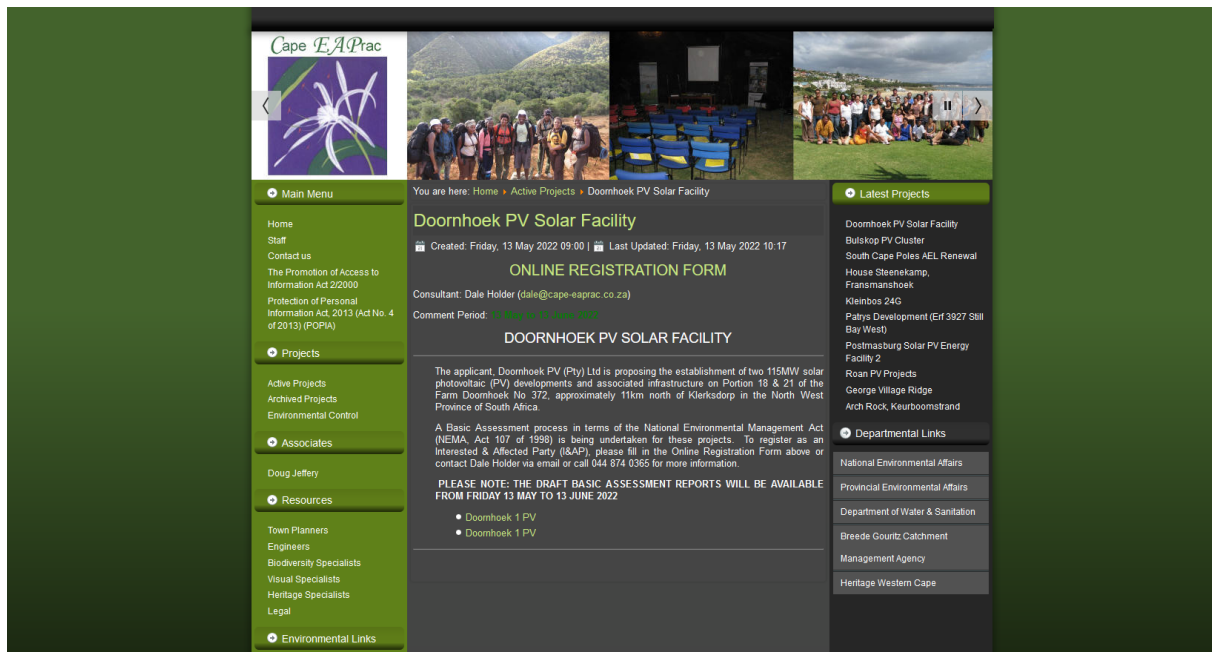 Cape EAPrac
Main Menu
Home
Staff
Contact us
The Promotion of Access to
Information Act 2/2000
Protection of Personal
Information Act, 2013 (Act No. 4
of 2013) (POPIA)
Projects
Active Projects
Archived Projects
Environmental Control
Associates
Doug Jeffery
Resources
Town Planners
Engineers
Biodiversity Specialists
Visual Specialists
Heritage Specialists
Legal
Environmental Links
You are here: Home Active Projects Doornhoek PV Solar Facility
Doornhoek PV Solar Facility
Created: Friday, 13 May 2022 09:00 | Last Updated: Friday, 13 May 2022 10:17
ONLINE REGISTRATION FORM
Consultant: Dale Holder (dale@cape-eaprac.co.za)
Comment Period: 13 May to 13 June 2022
DOORNHOEK PV SOLAR FACILITY
The applicant, Doornhoek PV (Pty) Ltd is proposing the establishment of two 115MW solar
photovoltaic (PV) developments and associated infrastructure on Portion 18 & 21 of the
Farm Doornhoek No 372, approximately 11km north of Klerksdorp in the North West
Province of South Africa.
A Basic Assessment process in terms of the National Environmental Management Act
(NEMA, Act 107 of 1998) is being undertaken for these projects. To register as an
Interested & Affected Party (I&AP), please fill in the Online Registration Form above or
contact Dale Holder via email or call 044 874 0365 for more information.
PLEASE NOTE: THE DRAFT BASIC ASSESSMENT REPORTS WILL BE AVAILABLE
FROM FRIDAY 13 MAY TO 13 JUNE 2022
Doornhoek 1 PV
Doornhoek 1 PV
Latest Projects
Doornhoek PV Solar Facility
Bulskop PV Cluster
South Cape Poles AEL Renewal
House Steenekamp,
Fransmanshoek
Kleinbos 24G
Patrys Development (Erf 3927 Still
Bay West)
Postmasburg Solar PV Energy
Facility 2
Roan PV Projects
George Village Ridge
Arch Rock, Keurboomstrand
Departmental Links
National Environmental Affairs
Provincial Environmental Affairs
Department of Water & Sanitation
Breede Gouritz Catchment
Management Agency
Heritage Western Cape